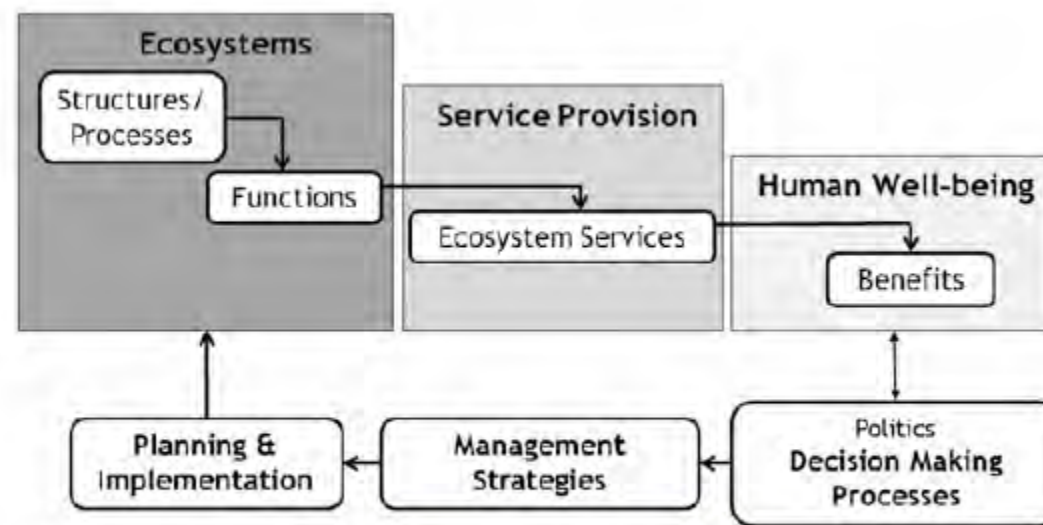 Ecosystems
Structures/
Processes
Functions
Service Provision
Ecosystem Services
Human Well-being
Benefits
Planning &
Implementation
Management
Strategies
Politics
Decision Making
Processes